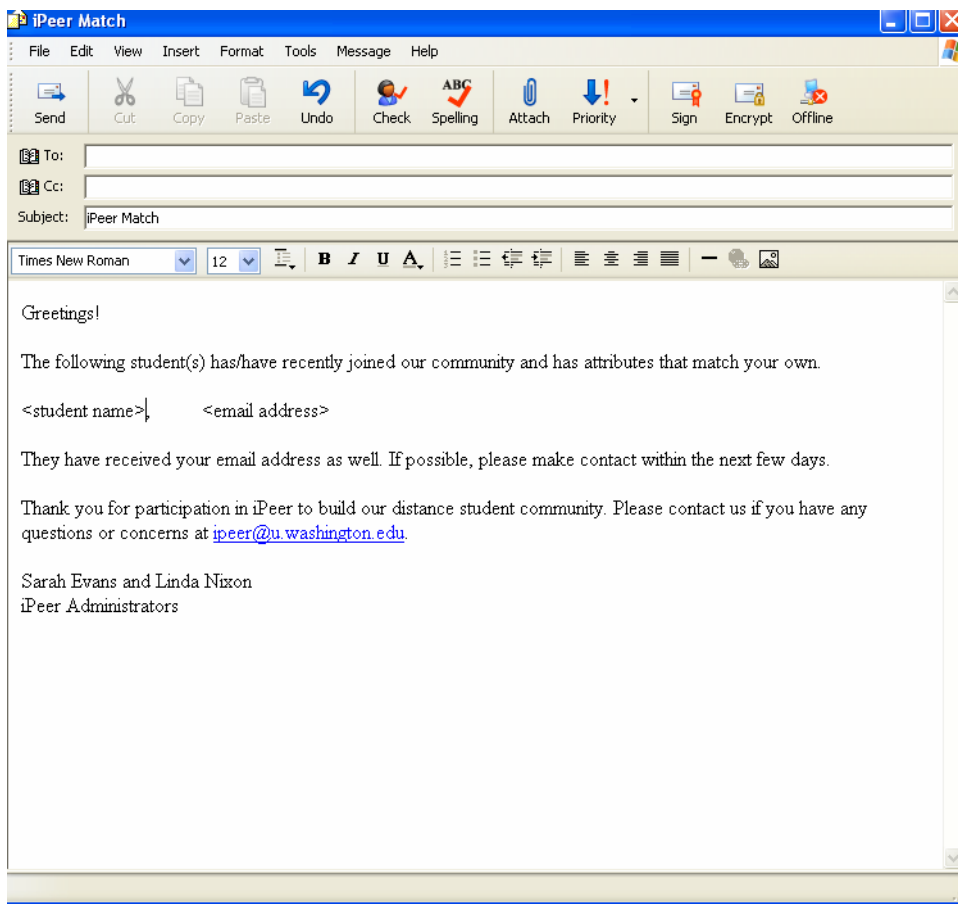 iPeer Match
File Edit View Insert Format Tools Message Help
ABC
Send Cut Copy Paste Undo Check Spelling Attach Priority Sign Encrypt Offline
To:
Cc:
Subject: iPeer Match
Times New Roman 12 B I U A
Greetings!
The following student(s) has/have recently joined our community and has attributes that match your own.
<student name>, <email address>
They have received your email address as well. If possible, please make contact within the next few days.
Thank you for participation in iPeer to build our distance student community. Please contact us if you have any
questions or concerns at ipeer@u.washington.edu.
Sarah Evans and Linda Nixon
iPeer Administrators